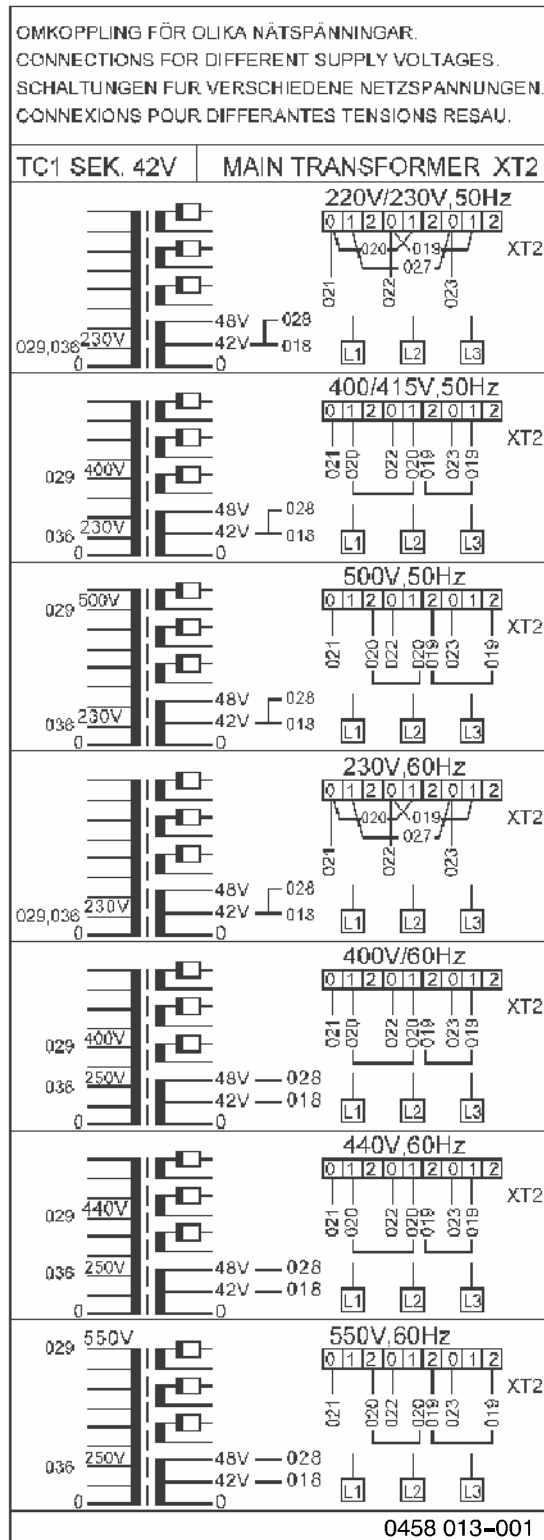 OMKOPPLING FÖR OLIKA NÄTSPÄNNINGAR.
CONNECTIONS FOR DIFFERENT SUPPLY VOLTAGES.
SCHALTUNGEN FUR VERSCHIEDENE NETZSPANNUNGEN.
CONNEXIONS POUR DIFFERANTES TENSIONS RESAU.
TC1 SEK. 42V MAIN TRANSFORMER XT2
220V/230V,50Hz
0 1 2 0 1 2 0 1 2
XT2
020 019
027
021 022 023
48V 028
42V 018
029,036 230V
0
L1 L2 L3
400/415V,50Hz
0 1 2 0 1 2 0 1 2
XT2
021 020 022 020 019 023 019
029 400V
48V 028
42V 018
036 230V
0 0
L1 L2 L3
500V,50Hz
0 1 2 0 1 2 0 1 2
XT2
029 500V
021 020 022 020 019 023 019
48V 028
42V 018
036 230V
0 0
L1 L2 L3
230V,60Hz
0 1 2 0 1 2 0 1 2
XT2
020 019
027
021 022 023
48V 028
42V 018
029,036 230V
0 0
L1 L2 L3
400V/60Hz
0 1 2 0 1 2 0 1 2
XT2
021 020 022 020 019 023 019
029 400V
036 250V
48V 028
42V 018
0 0
L1 L2 L3
440V,60Hz
0 1 2 0 1 2 0 1 2
XT2
029 440V
021 020 022 020 019 023 019
036 250V
48V 028
42V 018
0 0
L1 L2 L3
029 550V
550V,60Hz
0 1 2 0 1 2 0 1 2
XT2
021 020 022 020 019 023 019
036 250V
48V 028
42V 018
0 0
L1 L2 L3
0458 013-001